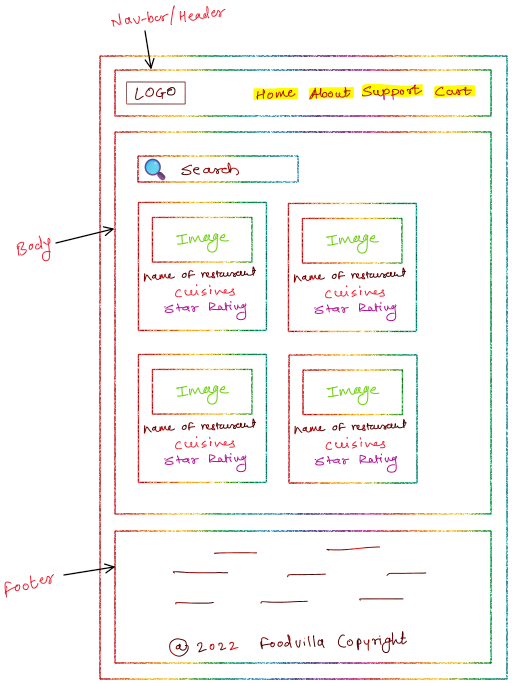 Nav-bar/Header
LOGO Home About Support Cart
Search
Body
Image Image
name of restaurant name of restaurant
Cuisines Cuisines
Star Rating Star Rating
Image Image
name of restaurant name of restaurant
Cuisines Cuisines
Star Rating Star Rating
Footer
@ 2022 Foodvilla Copyright